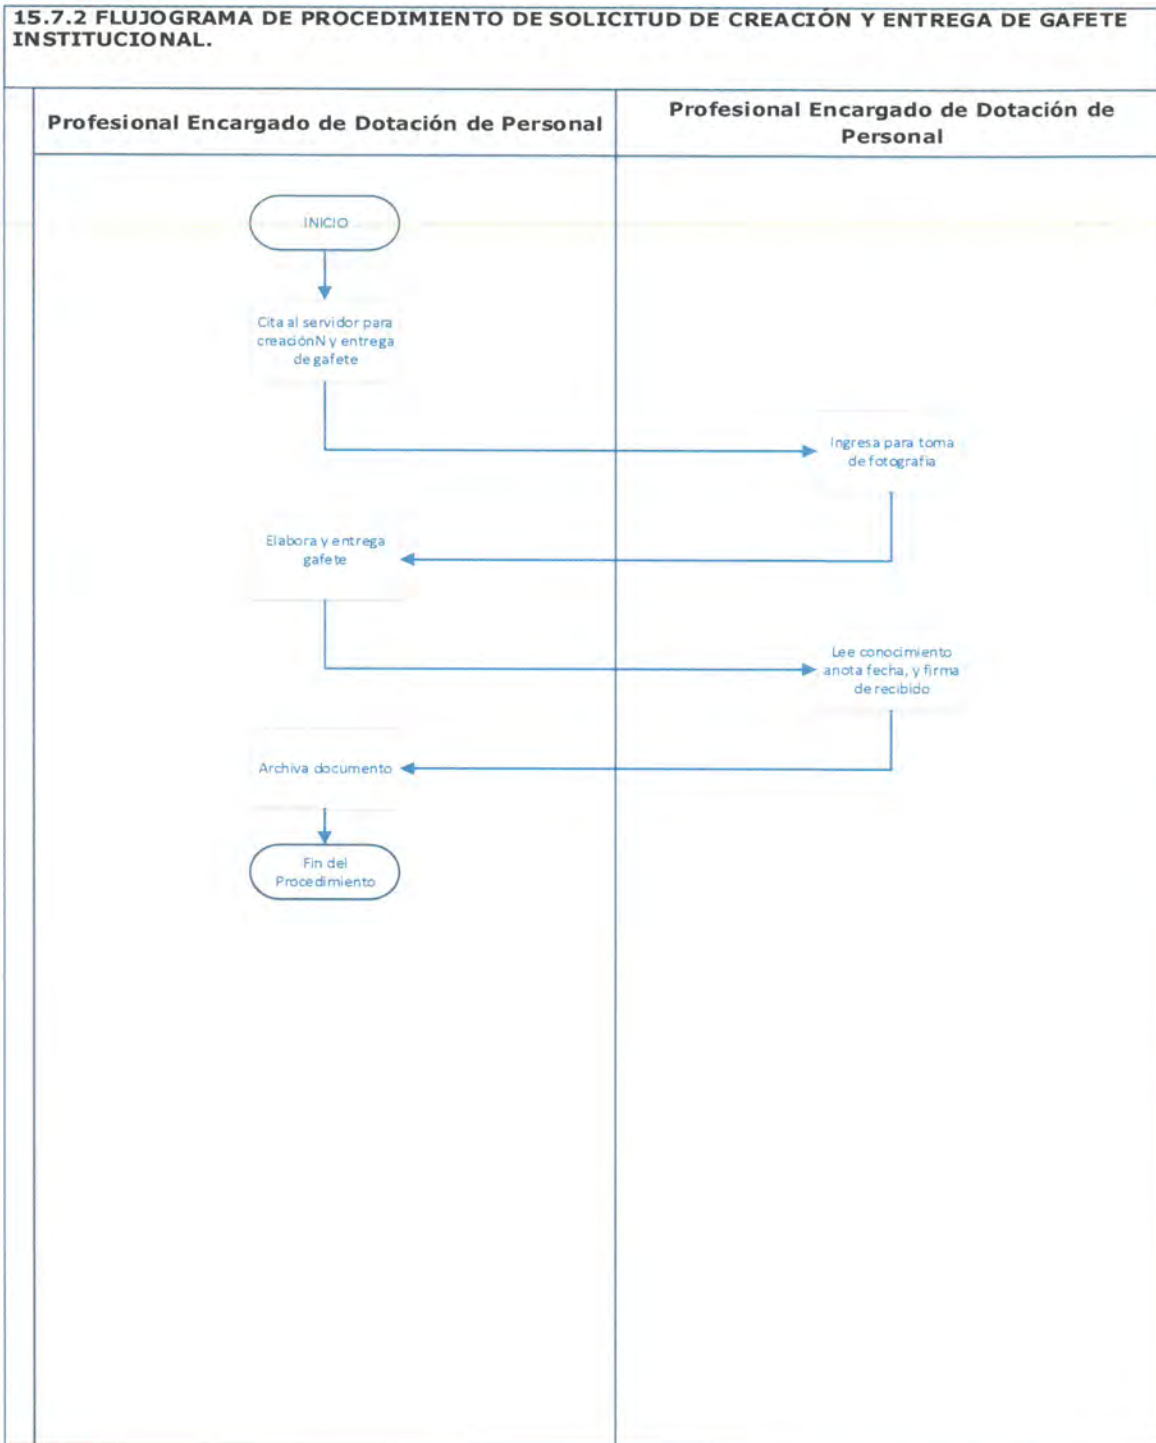 15.7.2 FLUJOGRAMA DE PROCEDIMIENTO DE SOLICITUD DE CREACIÓN Y ENTREGA DE GAFETE
INSTITUCIONAL.
Profesional Encargado de Dotación de Personal
Profesional Encargado de Dotación de
Personal
INICIO
Cita al servidor para
creaciónN y entrega
de gafete
Ingresa para toma
de fotografia
Elabora y entrega
gafete
Lee conocimiento
anota fecha, y firma
de recibido
Archiva documento
Fin del
Procedimiento